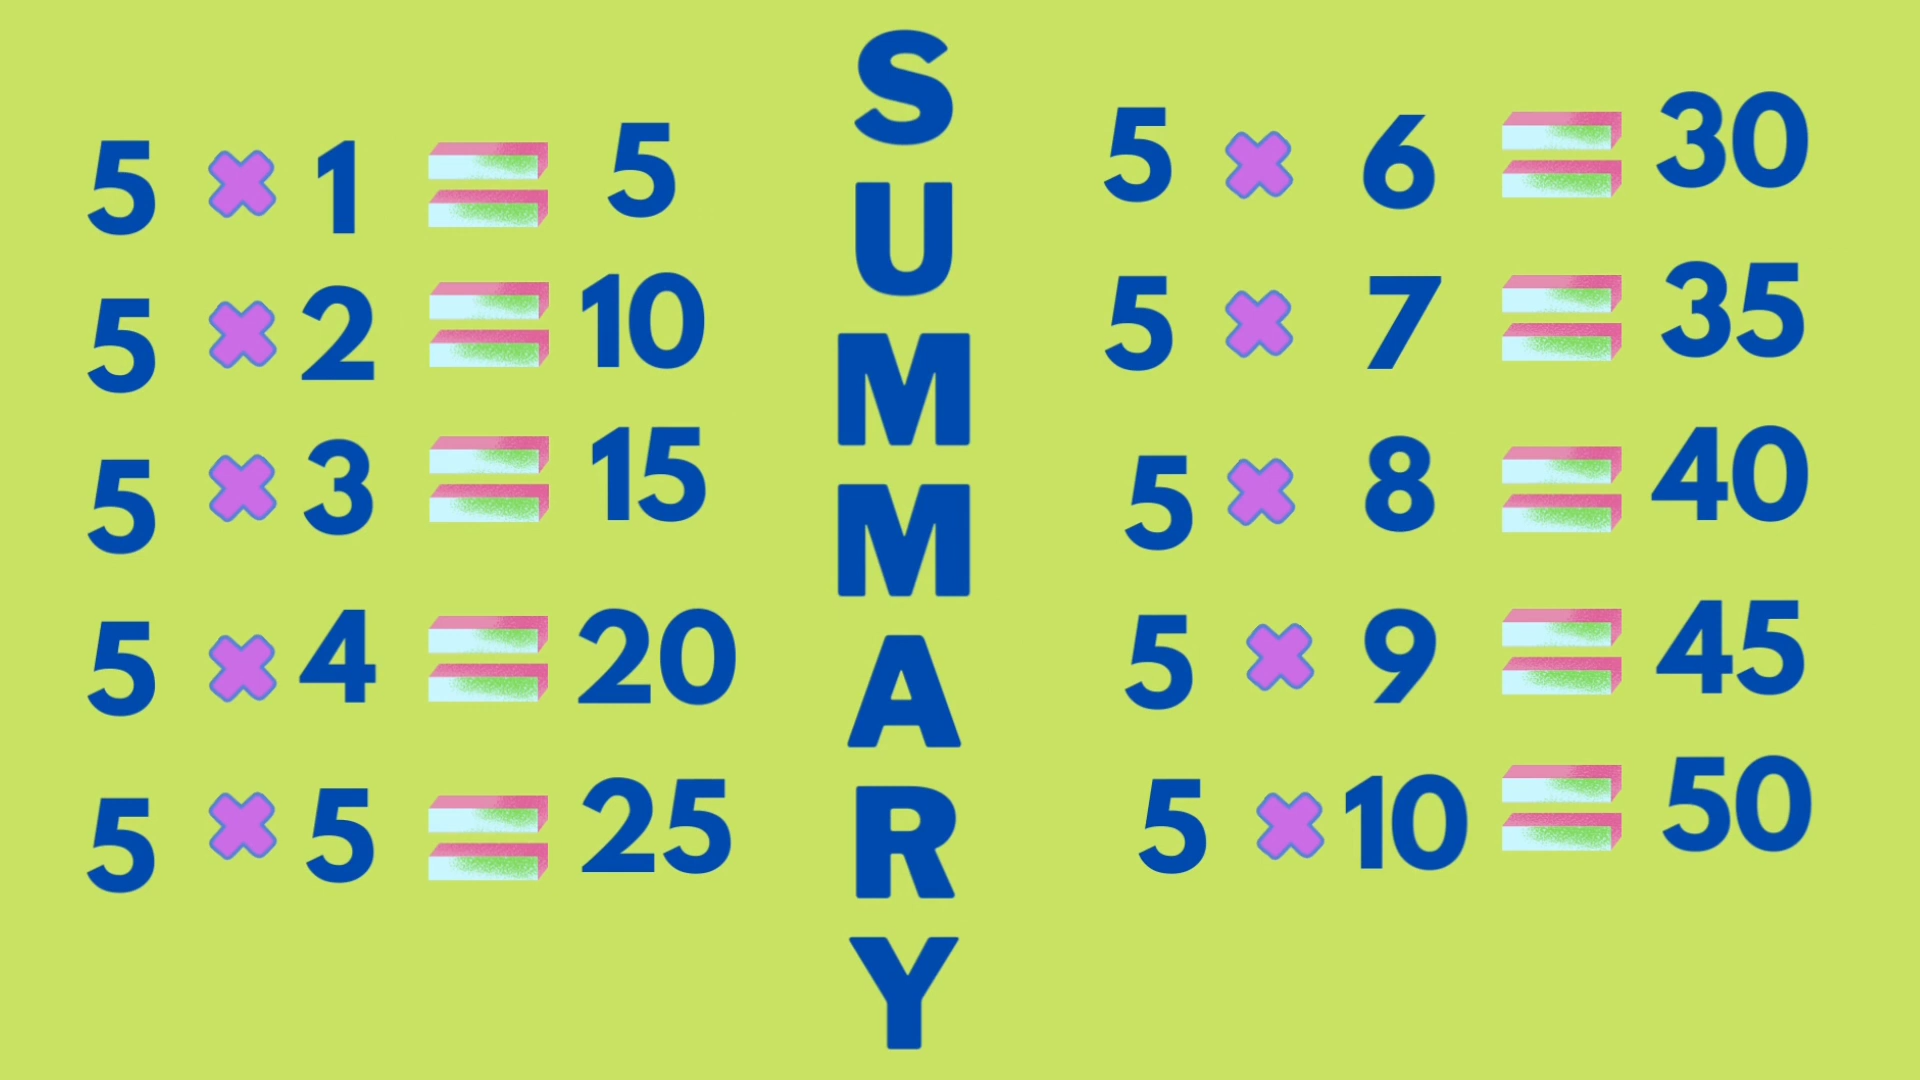 5 × 1 = 5
5 × 2 = 10
5 × 3 = 15
5 × 4 = 20
5 × 5 = 25
SUMMARY
5 × 6 = 30
5 × 7 = 35
5 × 8 = 40
5 × 9 = 45
5 × 10 = 50